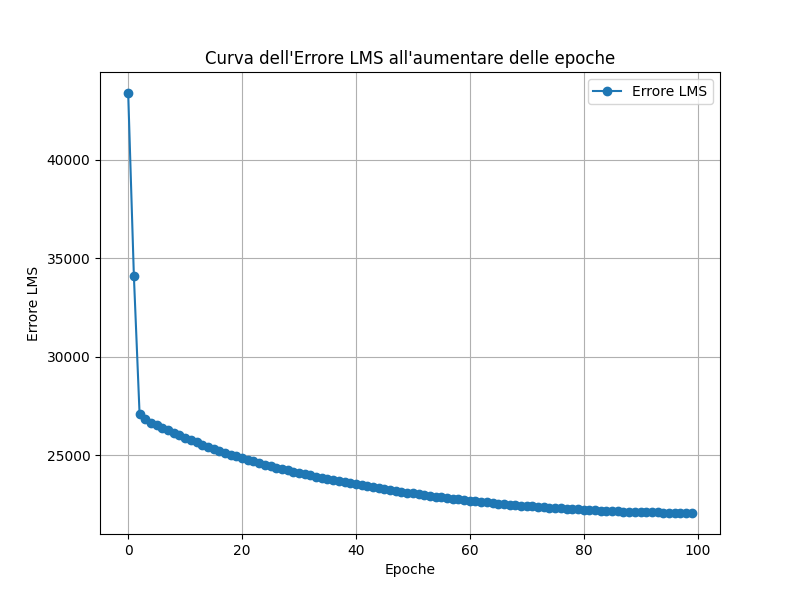 Curva dell'Errore LMS all'aumentare delle epoche
Errore LMS
40000
35000
30000
25000
Errore LMS
0 20 40 60 80 100
Epoche